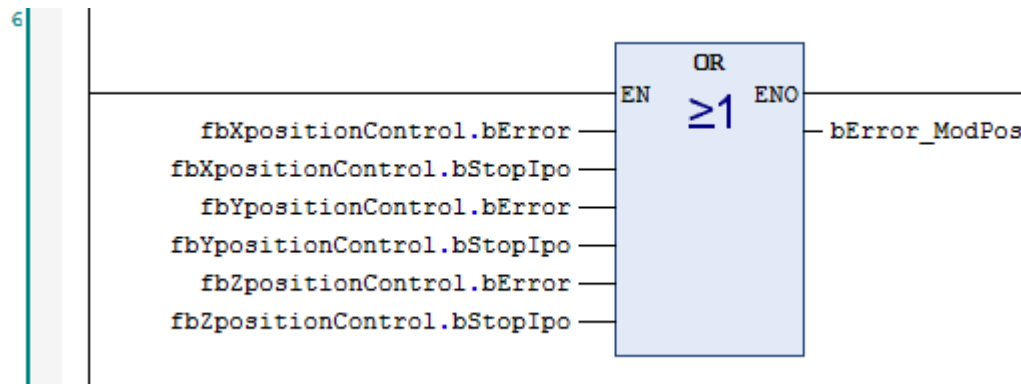 6
OR
EN ≥1 ENO
fbXpositionControl.bError bError_ModPos
fbXpositionControl.bStopIpo
fbYpositionControl.bError
fbYpositionControl.bStopIpo
fbZpositionControl.bError
fbZpositionControl.bStopIpo